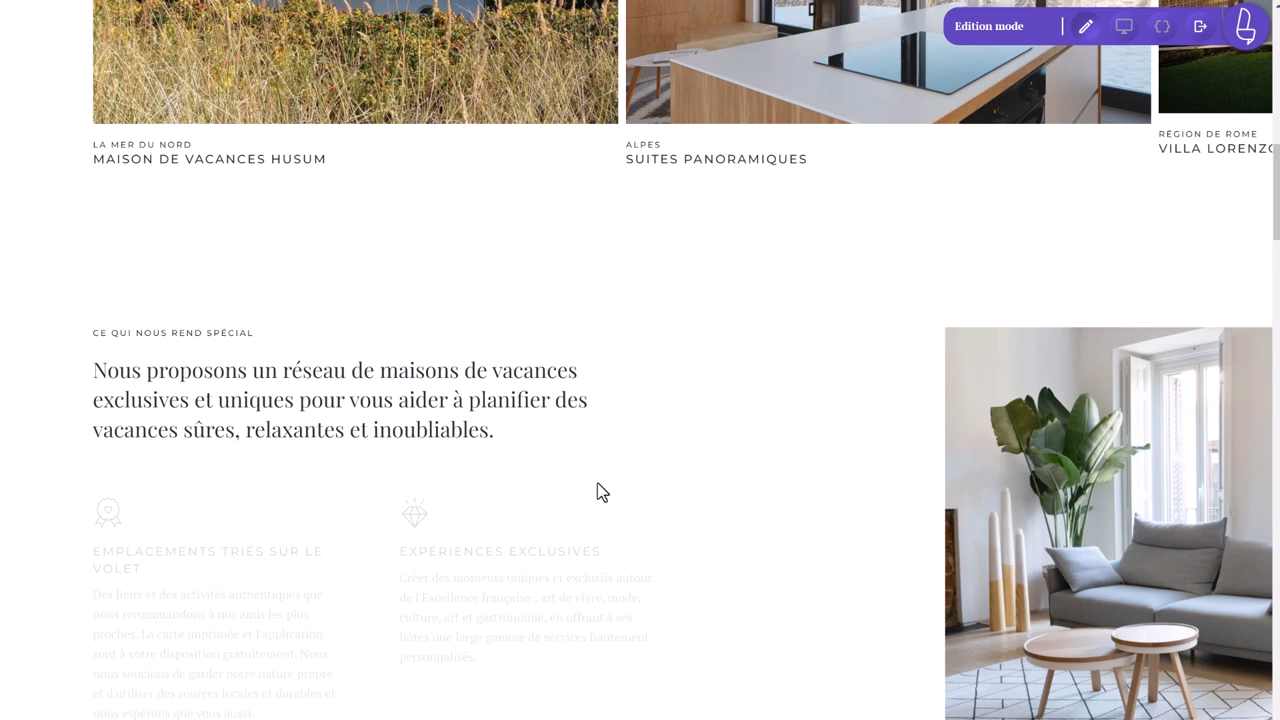 Edition mode
LA MER DU NORD
MAISON DE VACANCES HUSUM
ALPES
SUITES PANORAMIQUES
RÉGION DE ROME
VILLA LORENZO
CE QUI NOUS REND SPÉCIAL
Nous proposons un réseau de maisons de vacances
exclusives et uniques pour vous aider à planifier des
vacances sûres, relaxantes et inoubliables.
EMPLACEMENTS TRIÉS SUR LE
VOLET
Des lieux et des activités authentiques que
nous recommandons à nos amis les plus
proches. La carte imprimée et l'application
sont à votre disposition gratuitement. Nous
nous soucions de garder notre nature propre
et d'utiliser des sources locales et durables et
nous espérons que vous aussi.
EXPÉRIENCES EXCLUSIVES
Créer des moments uniques et exclusifs autour
de l'Excellence française : art de vivre, mode,
culture, art et gastronomie, en offrant à ses
hôtes une large gamme de services hautement
personnalisés.